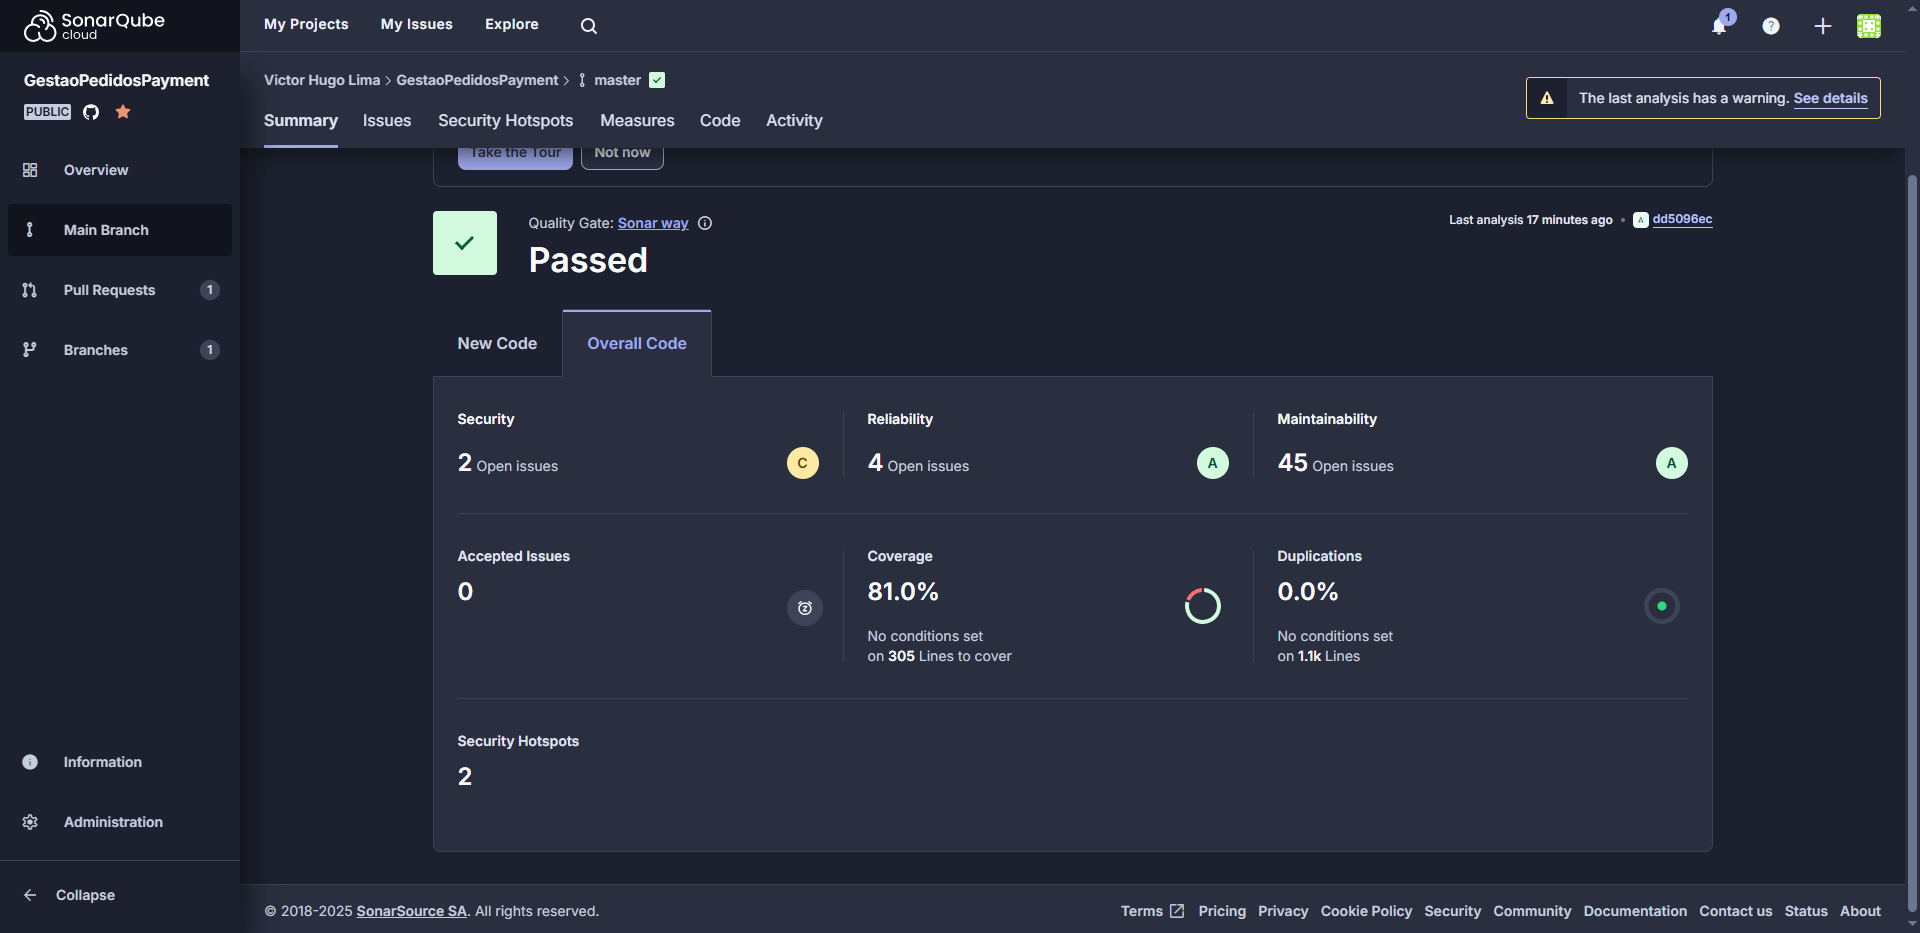 SonarQube
cloud
My Projects
My Issues
Explore
1
?
GestaoPedidosPayment
PUBLIC
Overview
Main Branch
Pull Requests
1
Branches
1
Information
Administration
Collapse
Victor Hugo Lima > GestaoPedidosPayment > master
The last analysis has a warning. See details
Summary
Issues
Security Hotspots
Measures
Code
Activity
Take the Tour
Not now
Quality Gate: Sonar way
Passed
Last analysis 17 minutes ago • A dd5096ec
New Code
Overall Code
Security
2 Open issues
C
Reliability
4 Open issues
A
Maintainability
45 Open issues
A
Accepted Issues
0
Coverage
81.0%
No conditions set
on 305 Lines to cover
Duplications
0.0%
No conditions set
on 1.1k Lines
Security Hotspots
2
© 2018-2025 SonarSource SA. All rights reserved.
Terms
Pricing
Privacy
Cookie Policy
Security
Community
Documentation
Contact us
Status
About